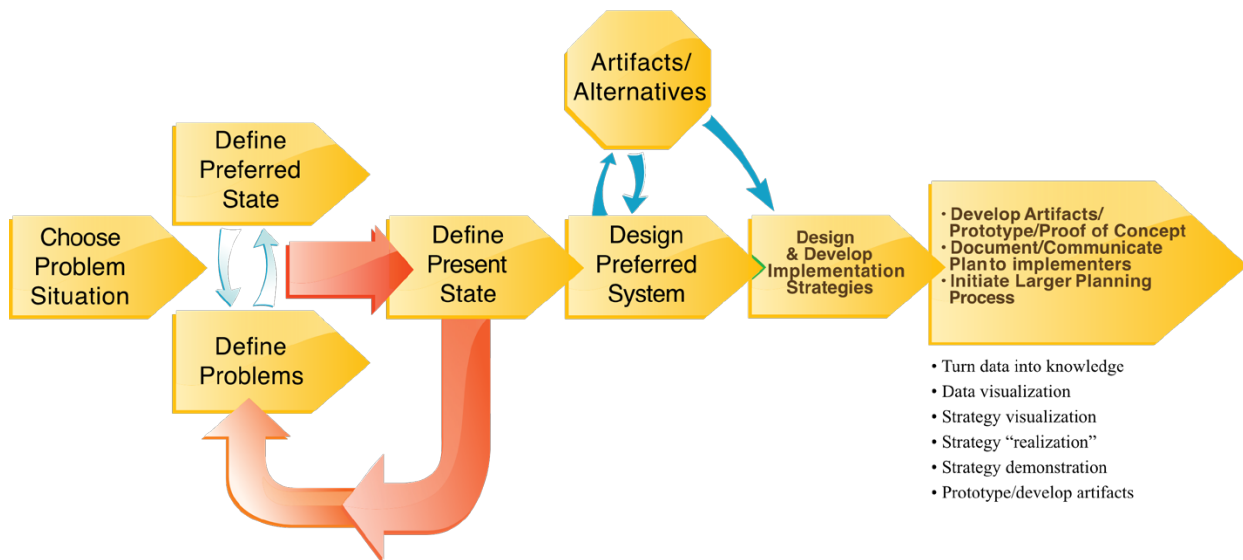 Choose
Problem
Situation
Define
Preferred
State
Define
Problems
Define
Present
State
Artifacts/
Alternatives
Design
Preferred
System
Design
& Develop
Implementation
Strategies
• Develop Artifacts/
Prototype/Proof of Concept
• Document/Communicate
Plan to implementers
• Initiate Larger Planning
Process
• Turn data into knowledge
• Data visualization
• Strategy visualization
• Strategy “realization”
• Strategy demonstration
• Prototype/develop artifacts